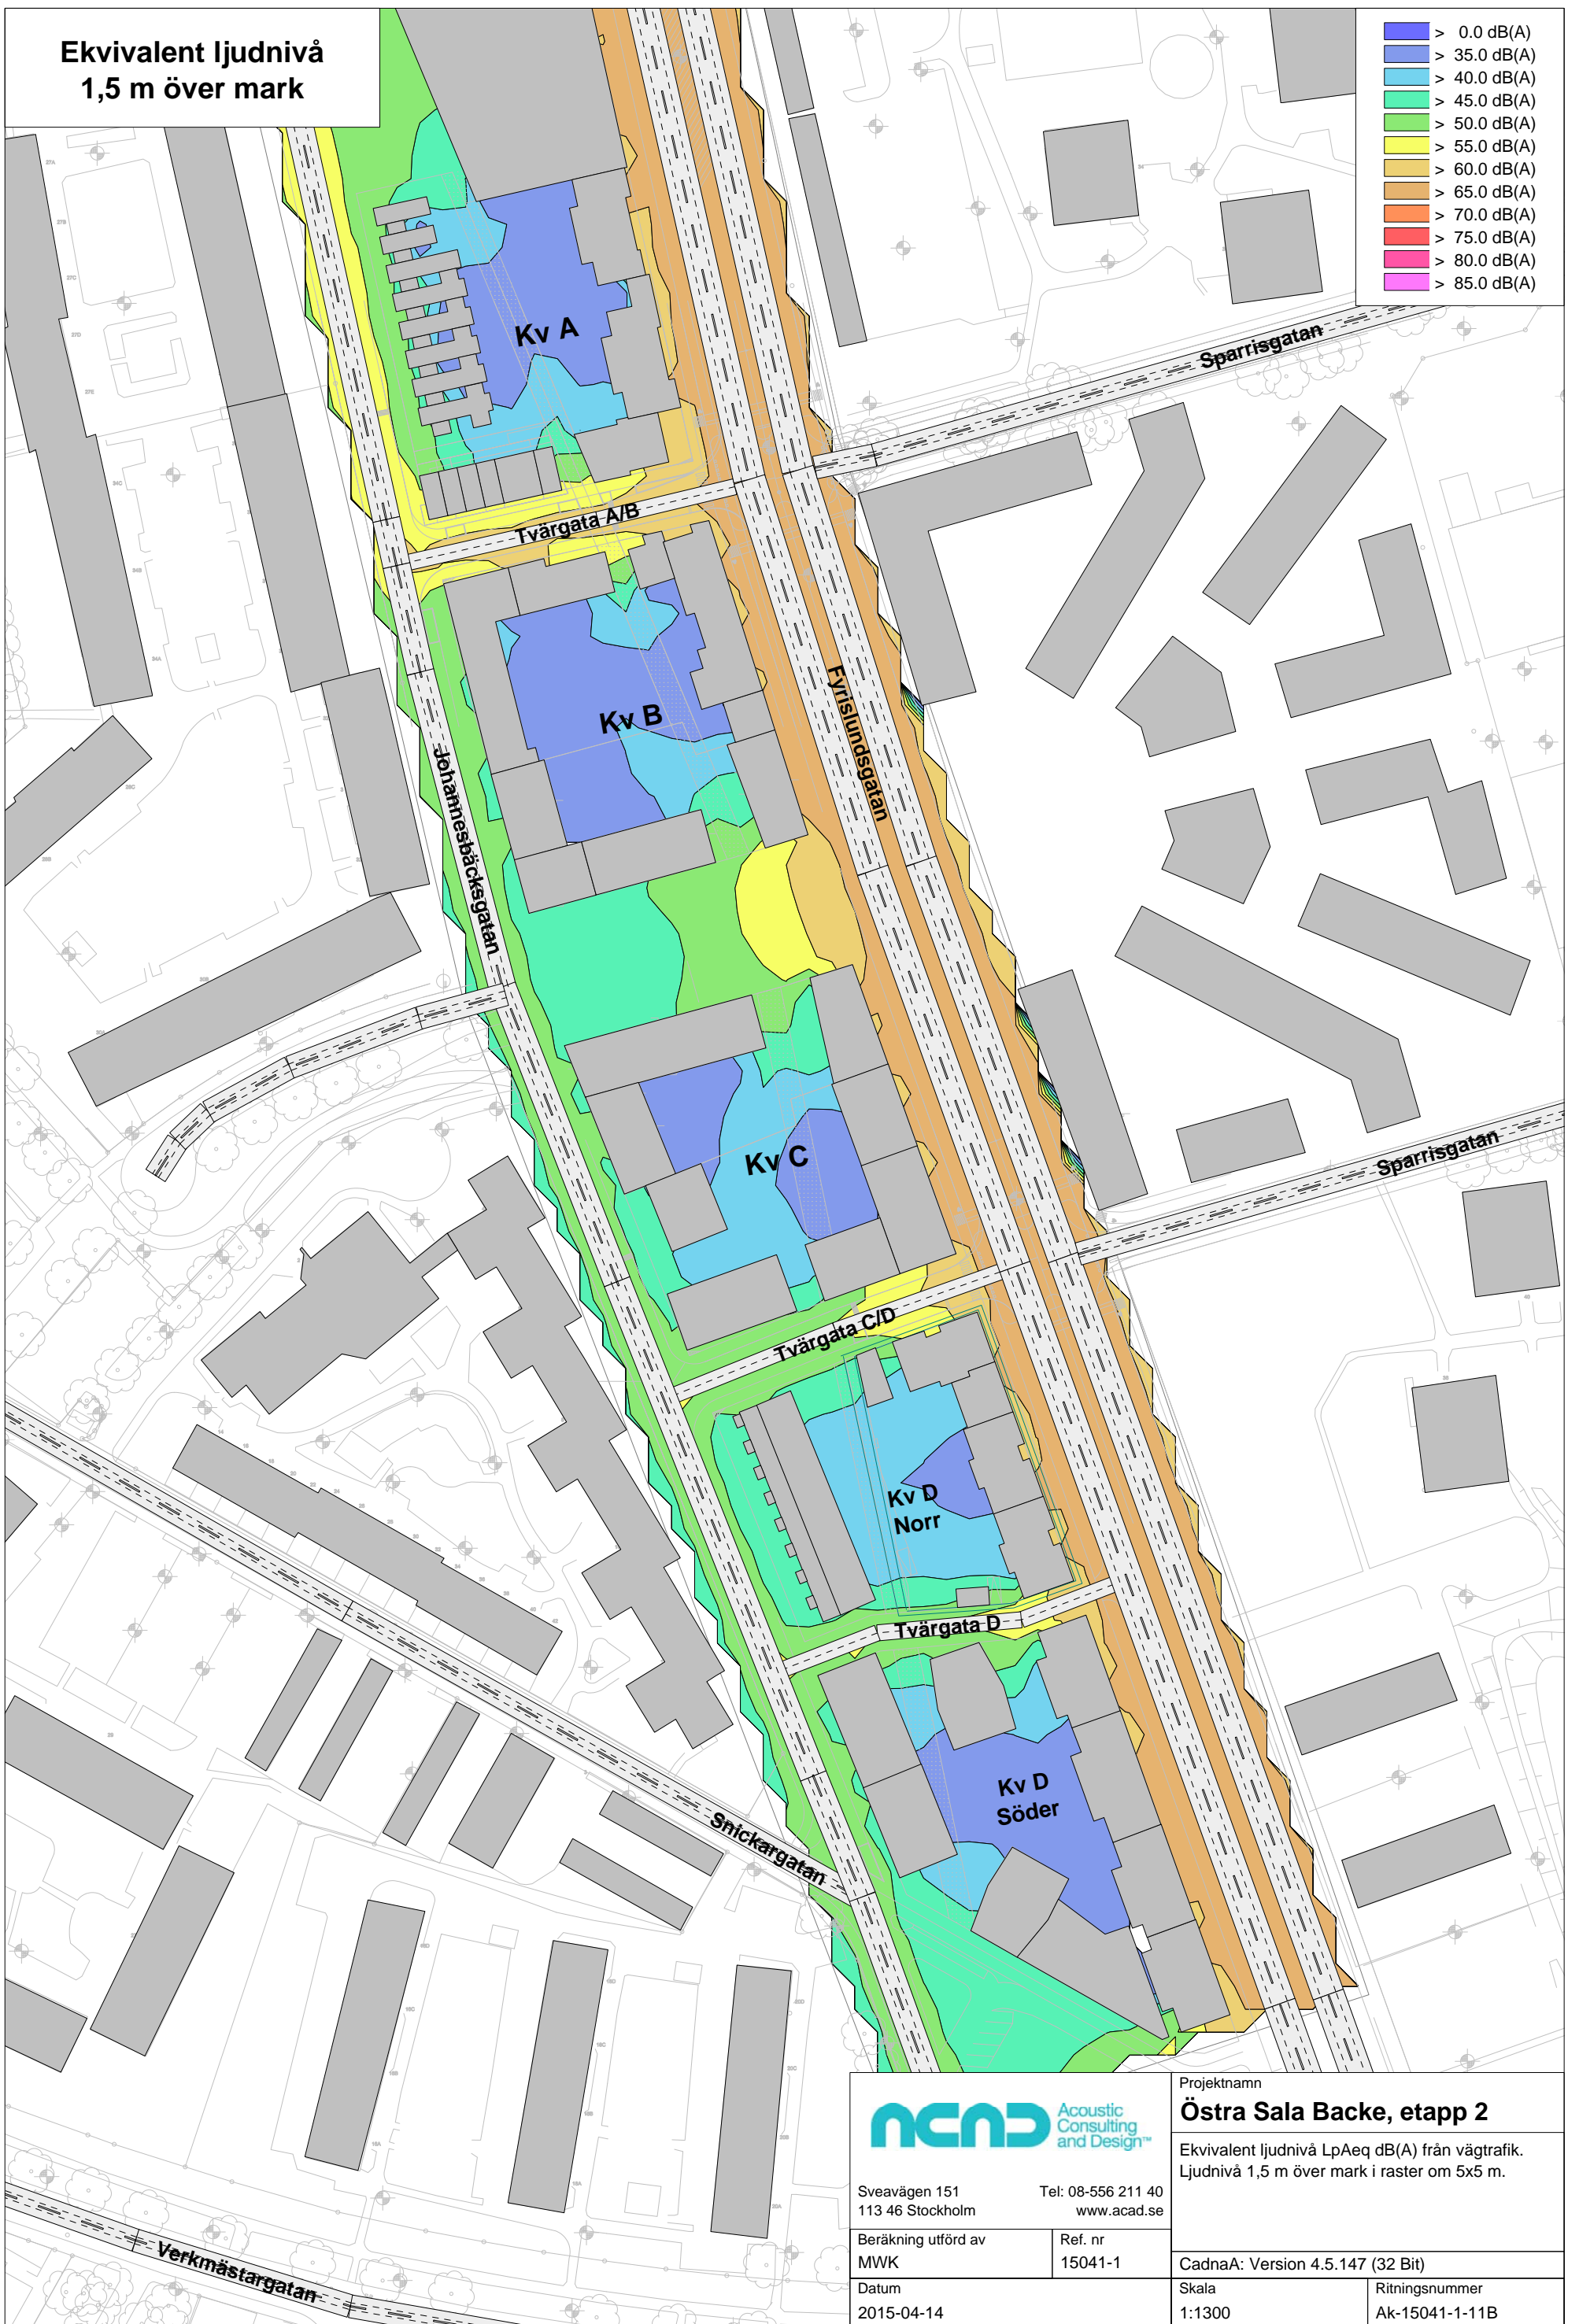 Ekvivalent ljudnivå
1,5 m över mark
> 0.0 dB(A)
> 35.0 dB(A)
> 40.0 dB(A)
> 45.0 dB(A)
> 50.0 dB(A)
> 55.0 dB(A)
> 60.0 dB(A)
> 65.0 dB(A)
> 70.0 dB(A)
> 75.0 dB(A)
> 80.0 dB(A)
> 85.0 dB(A)
Sparrisgatan
Kv A
Tvärgata A/B
Kv B
Fyrislundsgatan
Johannesbäcksgatan
Kv C
Sparrisgatan
Tvärgata C/D
Kv D
Norr
Tvärgata D
Kv D
Söder
Snickargatan
Verkmästargatan
acad
Acoustic
Consulting
and Design™
Sveavägen 151
Tel: 08-556 211 40
113 46 Stockholm
www.acad.se
Beräkning utförd av
MWK
Ref. nr
15041-1
Datum
2015-04-14
Projektnamn
Östra Sala Backe, etapp 2
Ekvivalent ljudnivå LpAeq dB(A) från vägtrafik.
Ljudnivå 1,5 m över mark i raster om 5x5 m.
CadnaA: Version 4.5.147 (32 Bit)
Skala
1:1300
Ritningsnummer
Ak-15041-1-11B